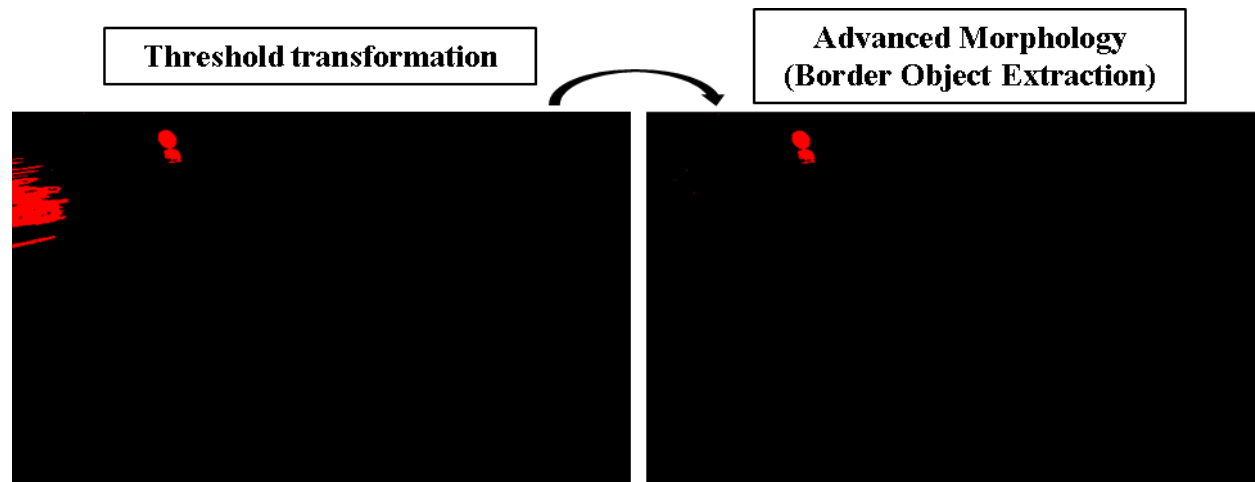 Threshold transformation
Advanced Morphology
(Border Object Extraction)